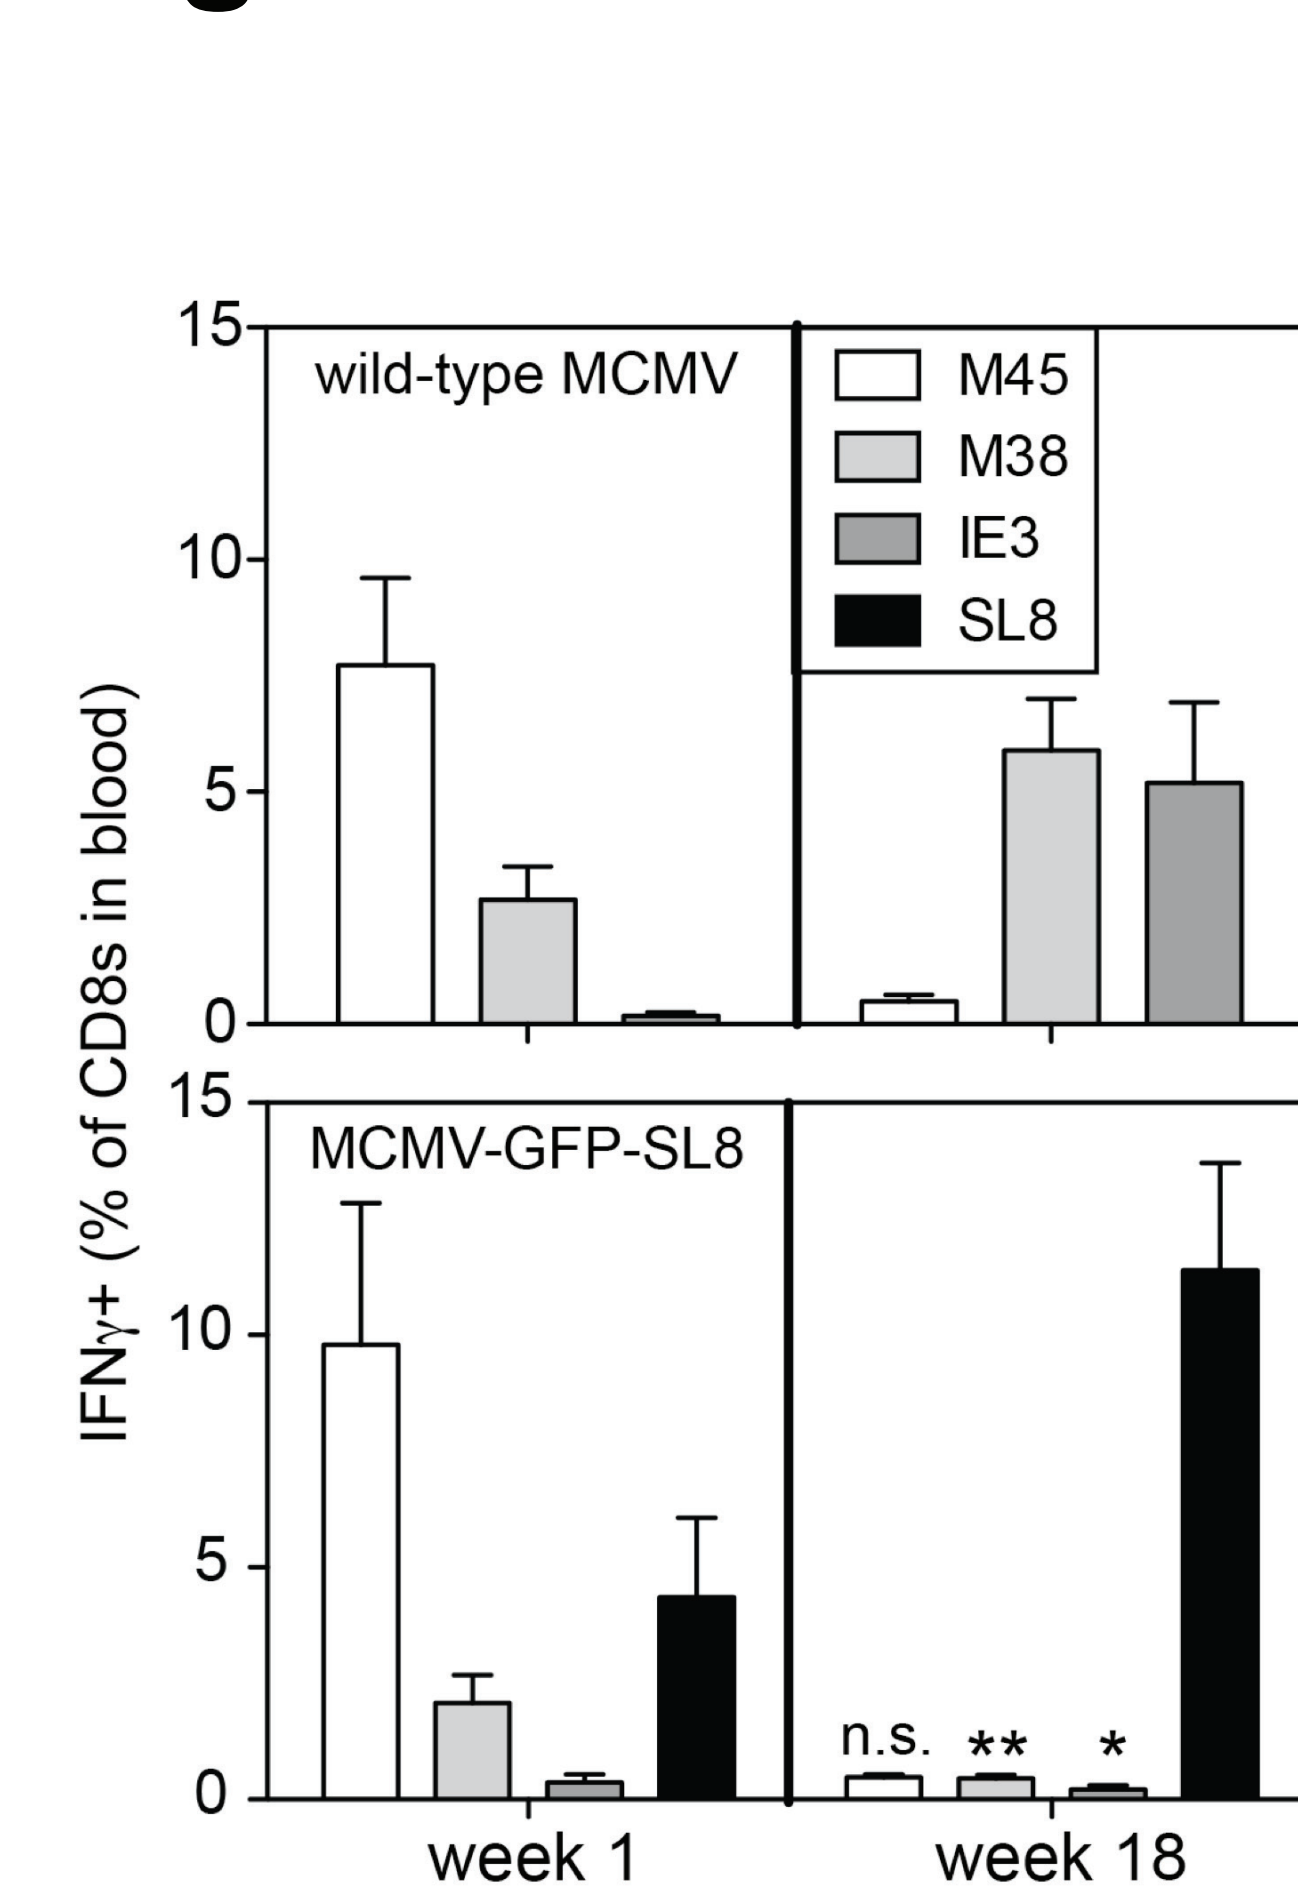 15
wild-type MCMV
M45
M38
IE3
SL8
10
5
0
IFNγ+ (% of CD8s in blood)
15
MCMV-GFP-SL8
10
5
n.s. ** *
0
week 1 week 18